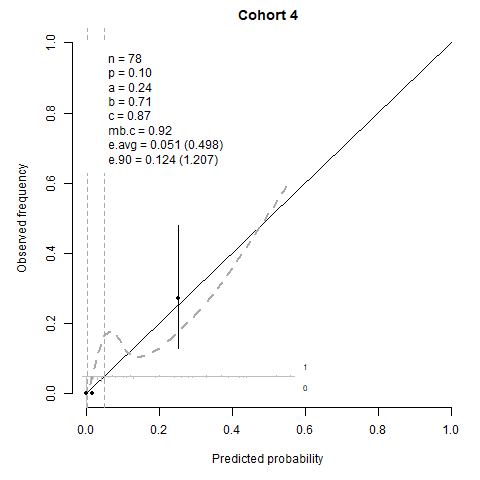 Cohort 4
n = 78
p = 0.10
a = 0.24
b = 0.71
c = 0.87
mb.c = 0.92
e.avg = 0.051 (0.498)
e.90 = 0.124 (1.207)
Observed frequency
1.0
0.8
0.6
0.4
0.2
0.0
1
0
0.0 0.2 0.4 0.6 0.8 1.0
Predicted probability